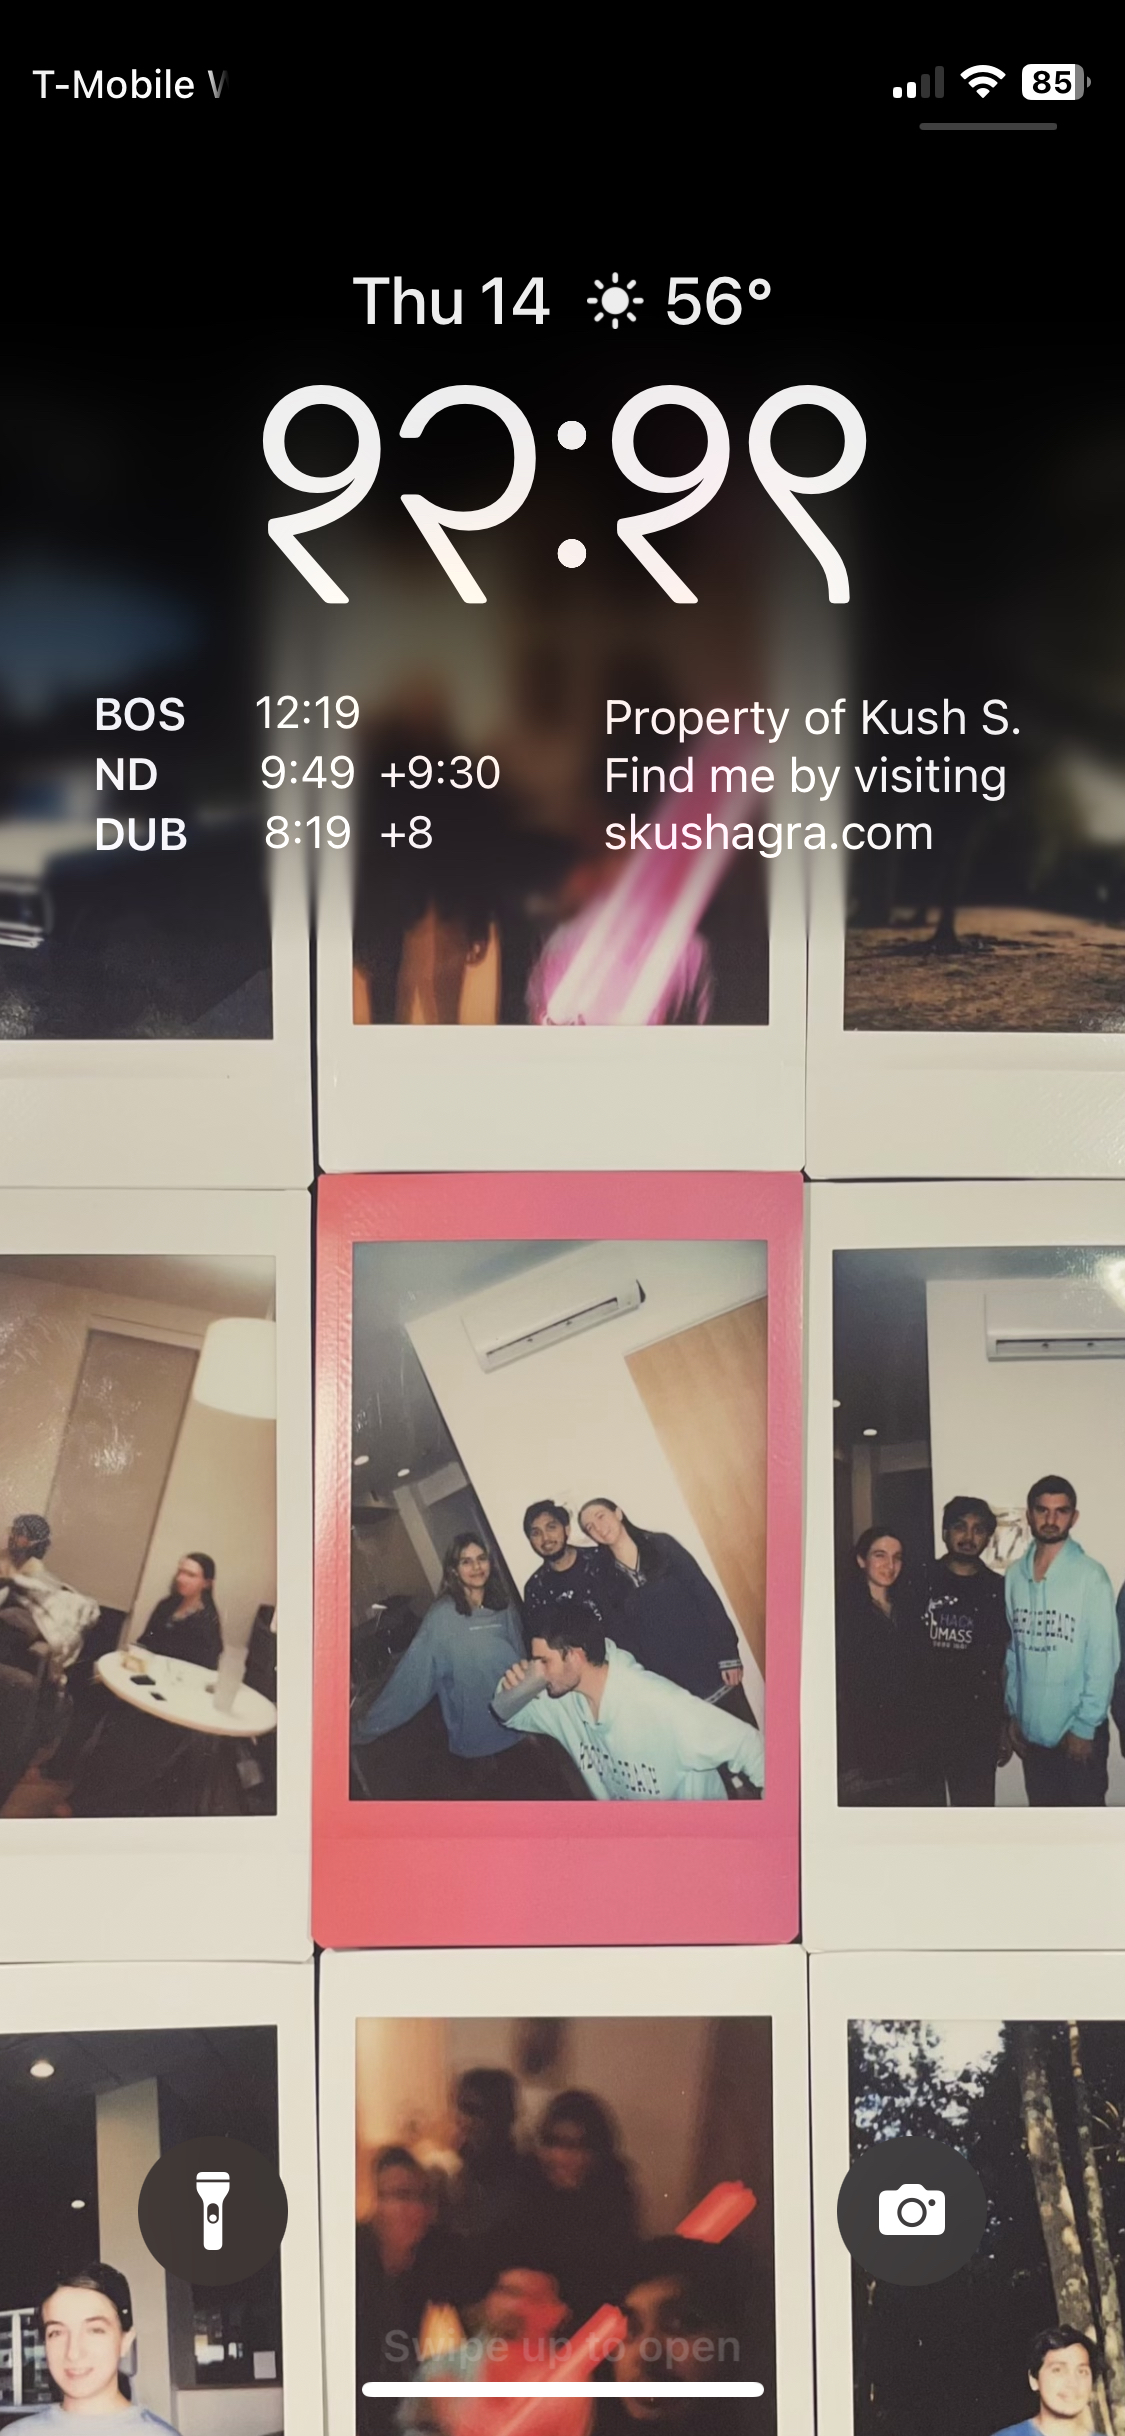 T-Mobile
85
Thu 14 56°
१२:१९
BOS 12:19
ND 9:49 +9:30
DUB 8:19 +8
Property of Kush S.
Find me by visiting
skushagra.com
HACK
UMASS
Swipe up to open